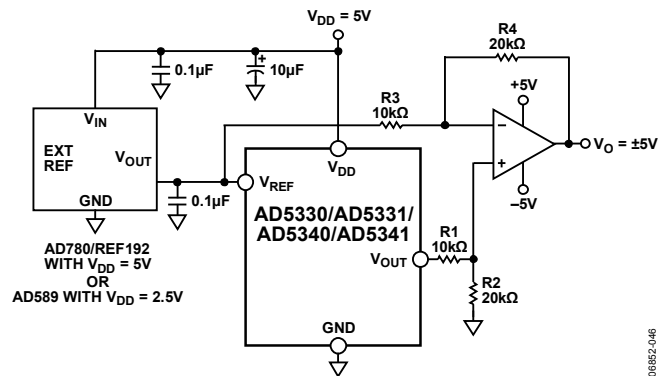 V_DD = 5V
0.1µF
10µF
R4
20kΩ
R3
10kΩ
+5V
–
+
–5V
V_O = ±5V
V_IN
EXT
REF
V_OUT
GND
0.1µF
V_REF
V_DD
AD5330/AD5331/
AD5340/AD5341
V_OUT
R1
10kΩ
R2
20kΩ
GND
AD780/REF192
WITH V_DD = 5V
OR
AD589 WITH V_DD = 2.5V
06852-046